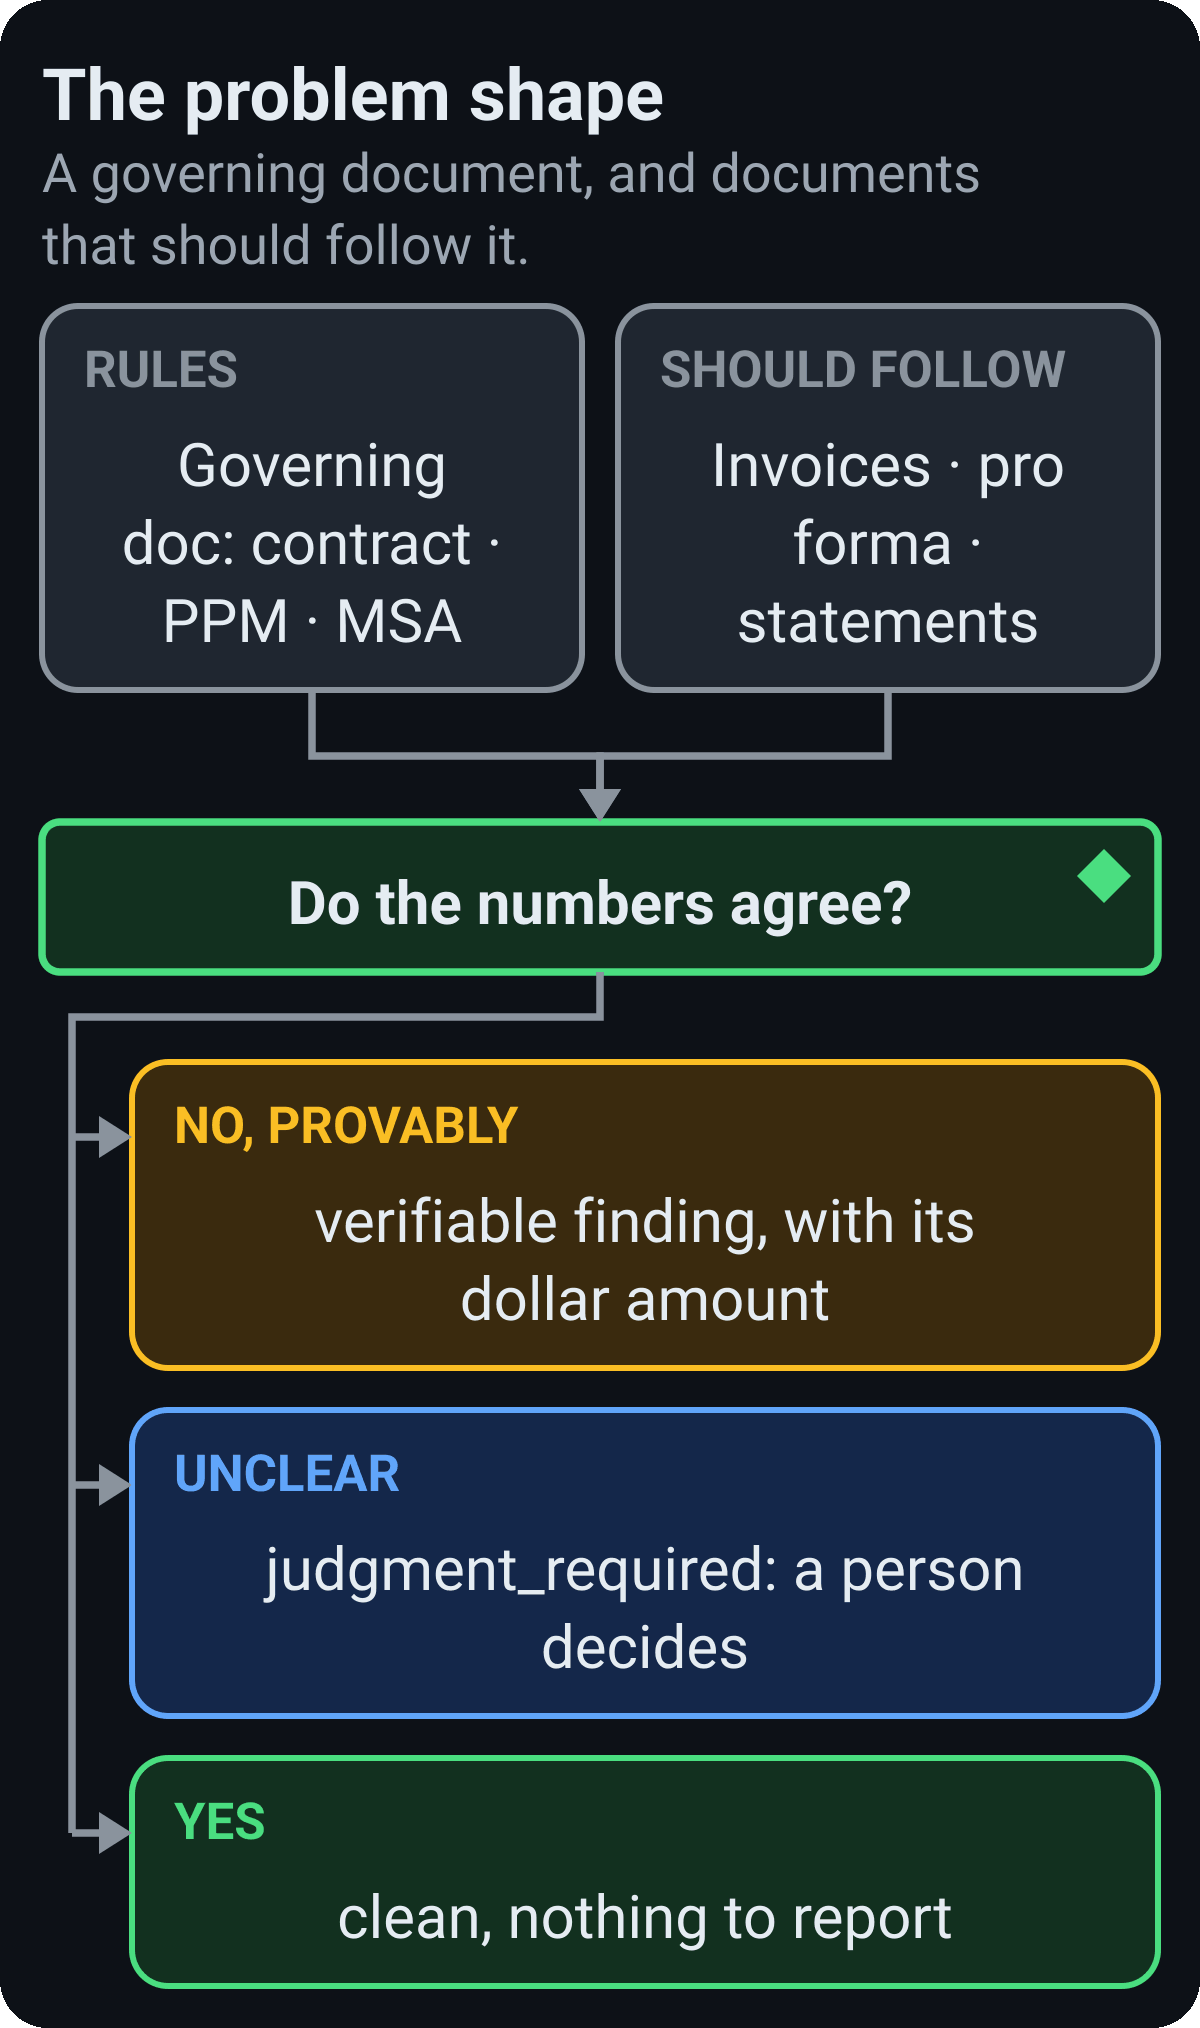 The problem shape
A governing document, and documents
that should follow it.
RULES
Governing
doc: contract ·
PPM · MSA
SHOULD FOLLOW
Invoices · pro
forma ·
statements
Do the numbers agree?
NO, PROVABLY
verifiable finding, with its
dollar amount
UNCLEAR
judgment_required: a person
decides
YES
clean, nothing to report